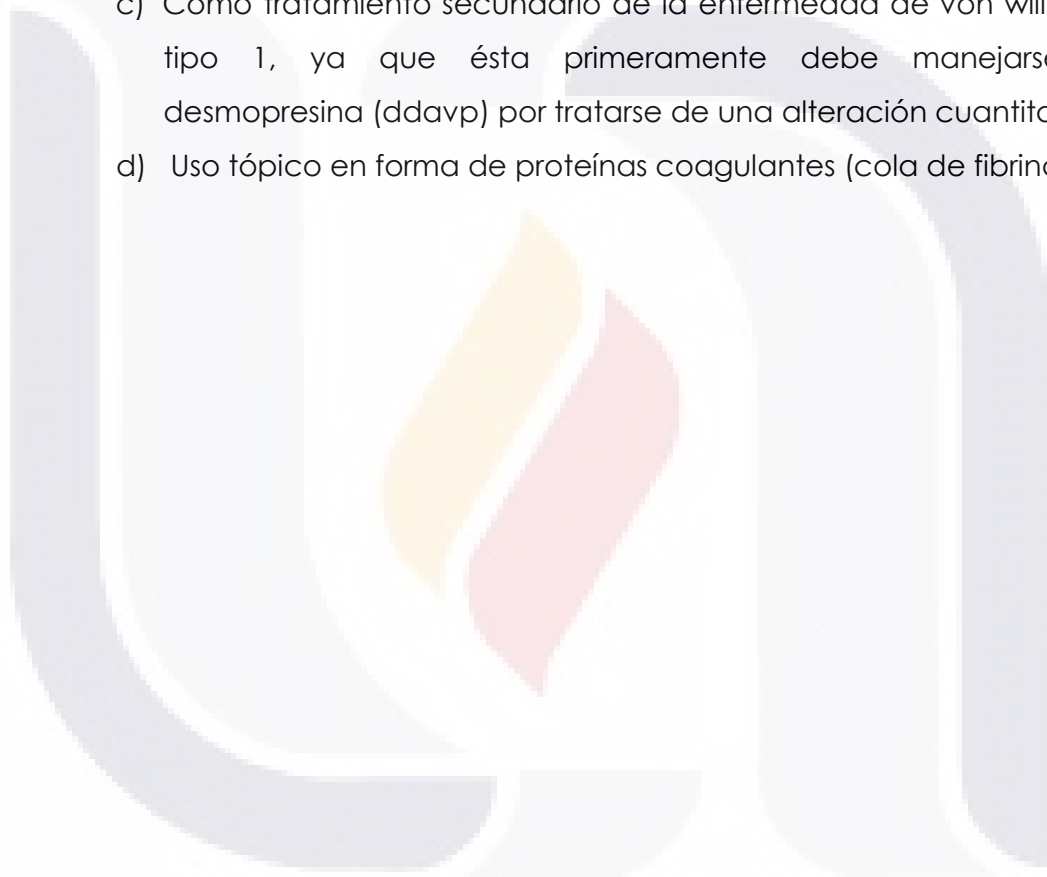 c) Como tratamiento secundario de la enfermedad de von
tipo 1, ya que ésta primeramente debe
desmopresina (ddavp) por tratarse de una alteración
d) Uso tópico en forma de proteínas coagulantes (cola de